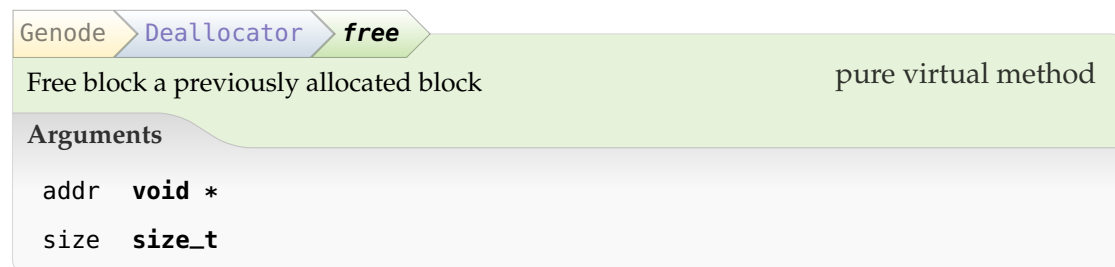 Genode Deallocator free
Free block a previously allocated block
pure virtual method
Arguments
addr void *
size size_t